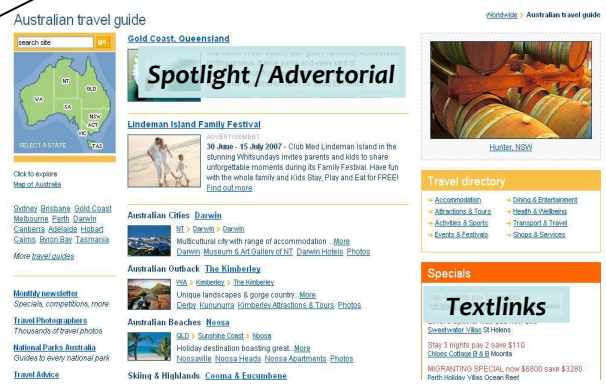 Australian travel guide
Worldwide > Australian travel guide
search site go
NT
QLD
WA
SA
NSW
ACT
VIC
TAS
SELECT A STATE
Click to explore
Map of Australia
Sydney Brisbane Gold Coast
Melbourne Perth Darwin
Canberra Adelaide Hobart
Cairns Byron Bay Tasmania
More travel guides
Monthly newsletter
Specials, competitions, more
Travel Photographers
Thousands of travel photos
National Parks Australia
Guides to every national park
Travel Advice
Gold Coast, Queensland
Spotlight / Advertorial
Lindeman Island Family Festival
ADVERTISEMENT
30 June - 15 July 2007 - Club Med Lindeman Island in the
stunning Whitsundays invites parents and kids to share
unforgettable moments during its Family Festival. Have fun
with the whole family and Kids Stay, Play and Eat for FREE!
Find out more
Australian Cities Darwin
NT > Darwin > Darwin
Multicultural city with range of accommodation ...More
Darwin Museum & Art Gallery of NT Darwin Hotels Photos
Australian Outback The Kimberley
WA > Kimberley > The Kimberley
Unique landscapes & gorge country...More
Derby Kununurra Kimberley Attractions & Tours Photos
Australian Beaches Noosa
QLD > Sunshine Coast > Noosa
Holiday destination boasting great...More
Noosaville Noosa Heads Noosa Apartments Photos
Skiing & Highlands Cooma & Eucumbene
Hunter, NSW
Travel directory
Accommodation
Dining & Entertainment
Attractions & Tours
Health & Wellbeing
Activities & Sports
Transport & Travel
Events & Festivals
Shops & Services
Specials
Textlinks
Sweetwater Villas St Helens
Stay 3 nights pay 2 save $110
Chloes Cottage B & B Moonta
MIGRANTING SPECIAL now $6800 save $3280
Perth Holiday Villas Ocean Reef